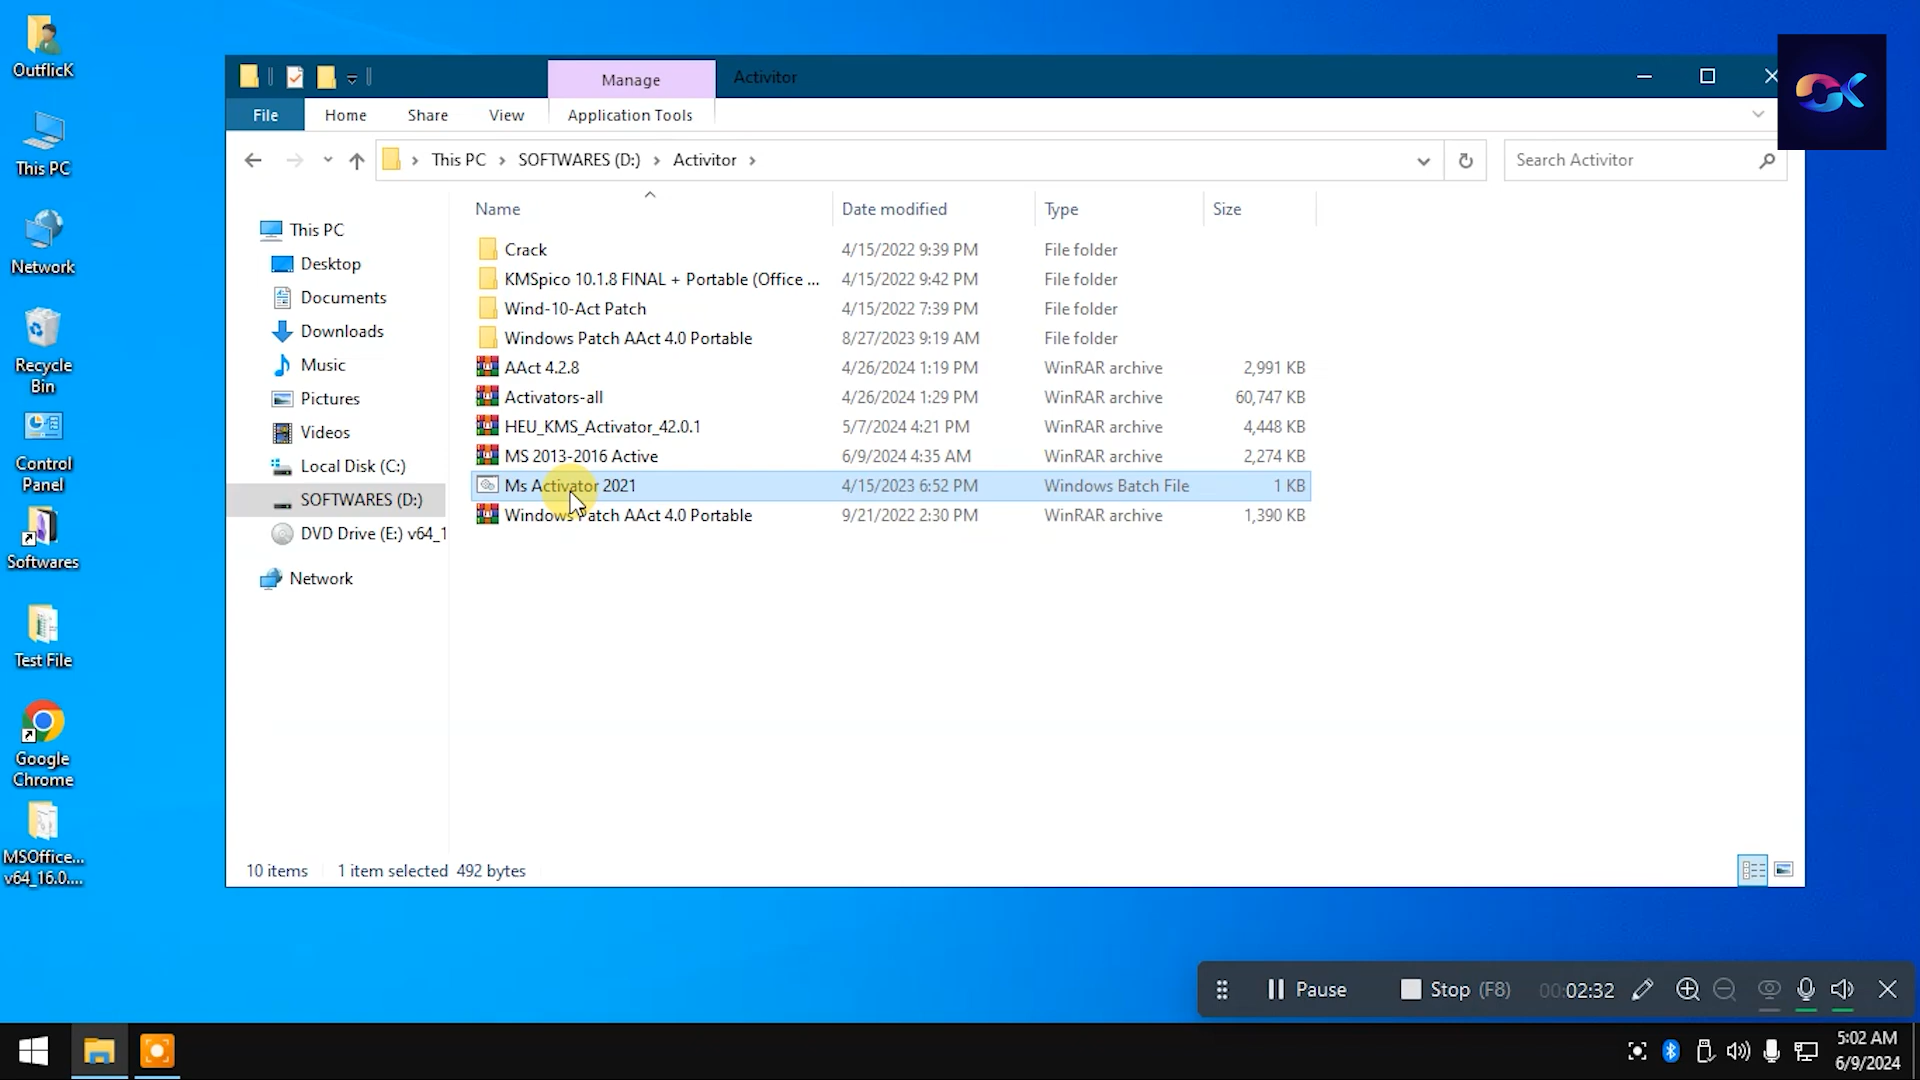 OutflicK
This PC
Network
Recycle
Bin
Control
Panel
Softwares
Test File
Google
Chrome
MSOffice...
v64_16.0....
Manage
Activitor
File
Home
Share
View
Application Tools
This PC
SOFTWARES (D:)
Activitor
Search Activitor
This PC
Desktop
Documents
Downloads
Music
Pictures
Videos
Local Disk (C:)
SOFTWARES (D:)
DVD Drive (E:) v64_1
Network
Name Date modified Type Size
Crack 4/15/2022 9:39 PM File folder
KMSpico 10.1.8 FINAL + Portable (Office ... 4/15/2022 9:42 PM File folder
Wind-10-Act Patch 4/15/2022 7:39 PM File folder
Windows Patch AAct 4.0 Portable 8/27/2023 9:19 AM File folder
AAct 4.2.8 4/26/2024 1:19 PM WinRAR archive 2,991 KB
Activators-all 4/26/2024 1:29 PM WinRAR archive 60,747 KB
HEU_KMS_Activator_42.0.1 5/7/2024 4:21 PM WinRAR archive 4,448 KB
MS 2013-2016 Active 6/9/2024 4:35 AM WinRAR archive 2,274 KB
Ms Activator 2021 4/15/2023 6:52 PM Windows Batch File 1 KB
Windows Patch AAct 4.0 Portable 9/21/2022 2:30 PM WinRAR archive 1,390 KB
10 items 1 item selected 492 bytes
Pause Stop (F8) 00:02:32
5:02 AM
6/9/2024
OK